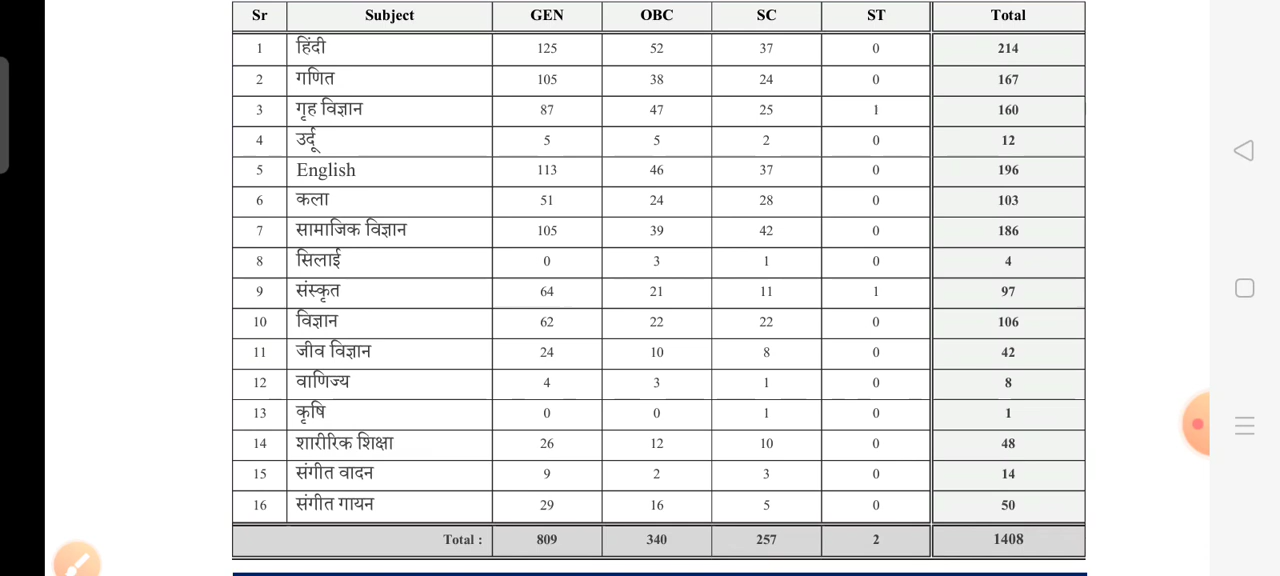 Sr Subject GEN OBC SC ST Total
1 हिंदी 125 52 37 0 214
2 गणित 105 38 24 0 167
3 गृह विज्ञान 87 47 25 1 160
4 उर्दू 5 5 2 0 12
5 English 113 46 37 0 196
6 कला 51 24 28 0 103
7 सामाजिक विज्ञान 105 39 42 0 186
8 सिलाई 0 3 1 0 4
9 संस्कृत 64 21 11 1 97
10 विज्ञान 62 22 22 0 106
11 जीव विज्ञान 24 10 8 0 42
12 वाणिज्य 4 3 1 0 8
13 कृषि 0 0 1 0 1
14 शारीरिक शिक्षा 26 12 10 0 48
15 संगीत वादन 9 2 3 0 14
16 संगीत गायन 29 16 5 0 50
Total : 809 340 257 2 1408